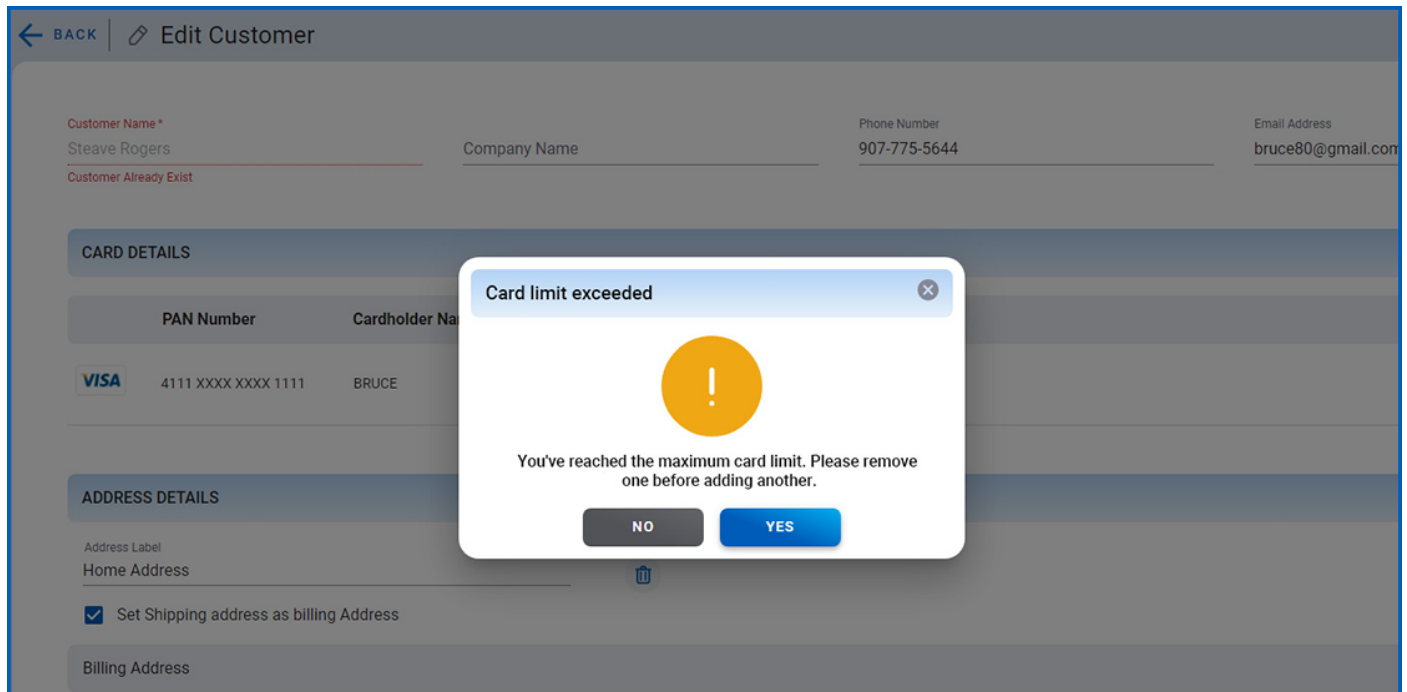 BACK
Edit Customer
Customer Name *
Steave Rogers
Customer Already Exist
Company Name
Phone Number
907-775-5644
Email Address
bruce80@gmail.com
CARD DETAILS
PAN Number
Cardholder Na
VISA
4111 XXXX XXXX 1111
BRUCE
Card limit exceeded
!
You've reached the maximum card limit. Please remove
one before adding another.
NO
YES
ADDRESS DETAILS
Address Label
Home Address
Set Shipping address as billing Address
Billing Address